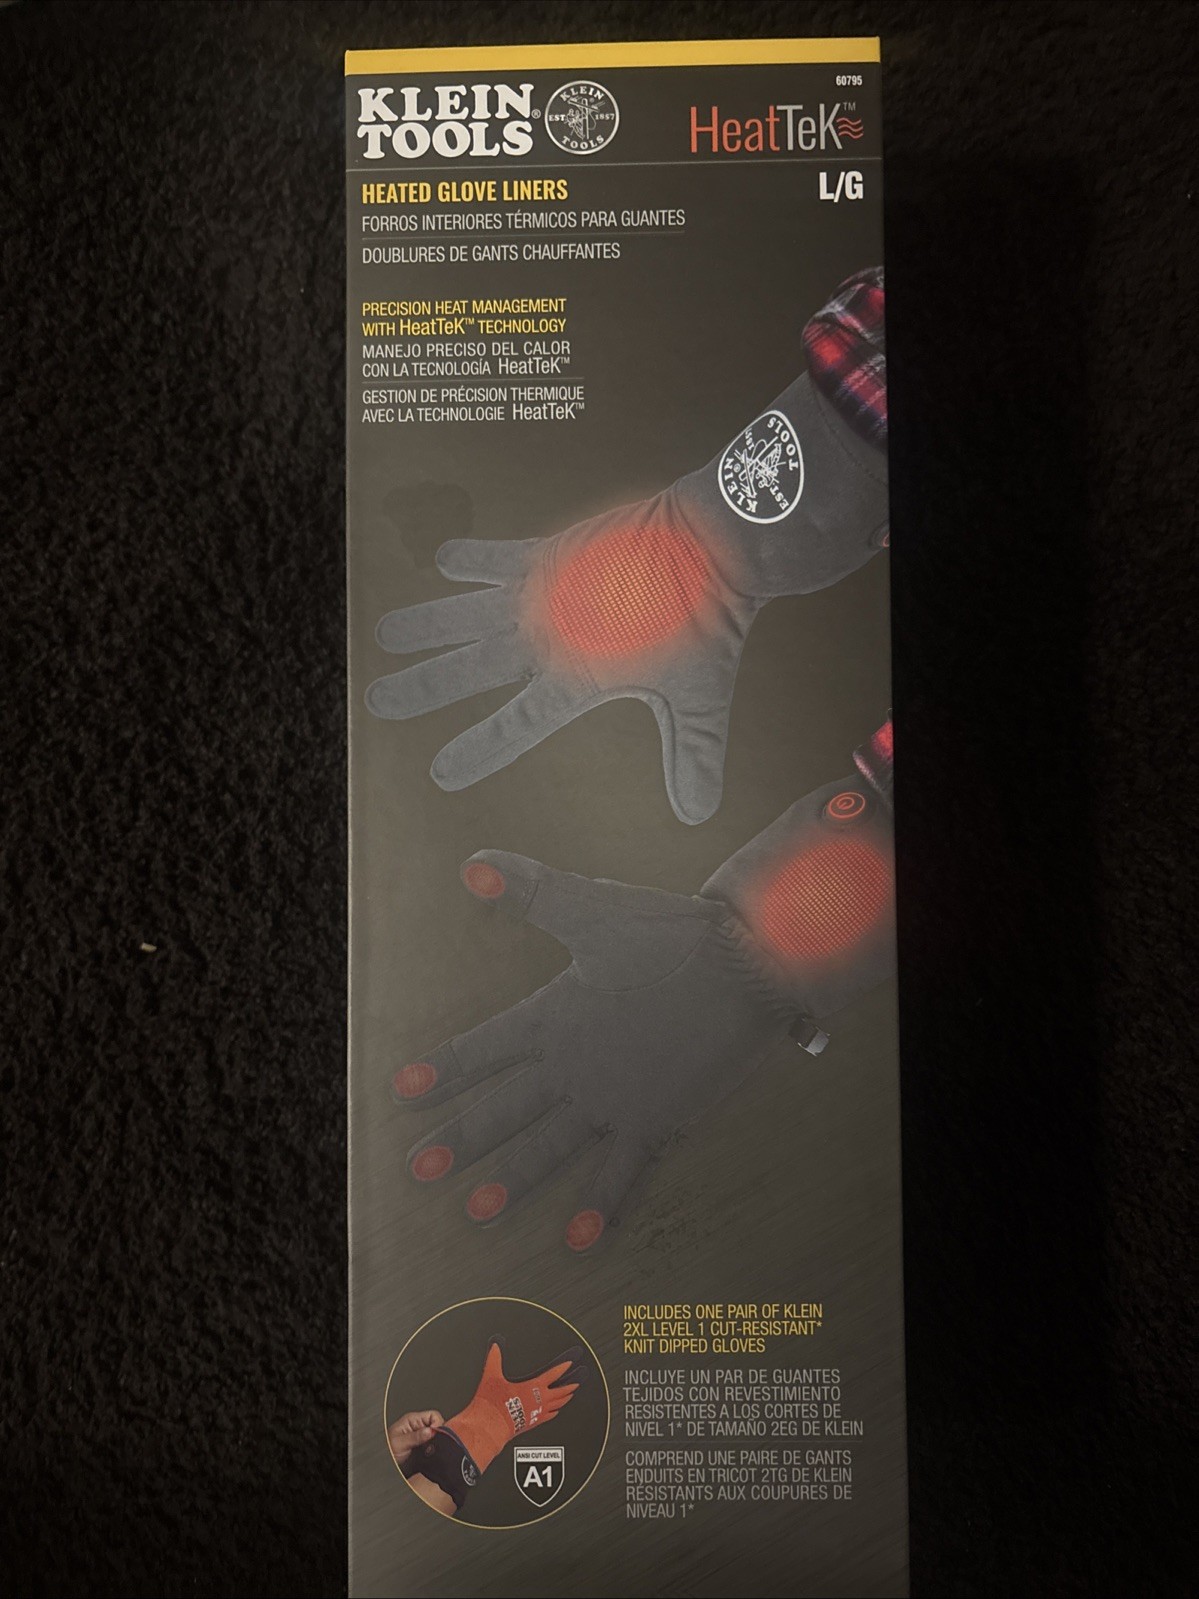 60795
KLEIN
TOOLS®
KLEIN
EST. 1857
TOOLS
HeatTeK™
HEATED GLOVE LINERS
L/G
FORROS INTERIORES TÉRMICOS PARA GUANTES
DOUBLURES DE GANTS CHAUFFANTES
PRECISION HEAT MANAGEMENT
WITH HeatTeK™ TECHNOLOGY
MANEJO PRECISO DEL CALOR
CON LA TECNOLOGÍA HeatTeK™
GESTION DE PRÉCISION THERMIQUE
AVEC LA TECHNOLOGIE HeatTeK™
KLEIN®
EST. 1857
TOOLS
INCLUDES ONE PAIR OF KLEIN
2XL LEVEL 1 CUT-RESISTANT*
KNIT DIPPED GLOVES
INCLUYE UN PAR DE GUANTES
TEJIDOS CON REVESTIMIENTO
RESISTENTES A LOS CORTES DE
NIVEL 1* DE TAMAÑO 2EG DE KLEIN
COMPREND UNE PAIRE DE GANTS
ENDUITS EN TRICOT 2TG DE KLEIN
RÉSISTANTS AUX COUPURES DE
NIVEAU 1*
ANSI CUT LEVEL
A1